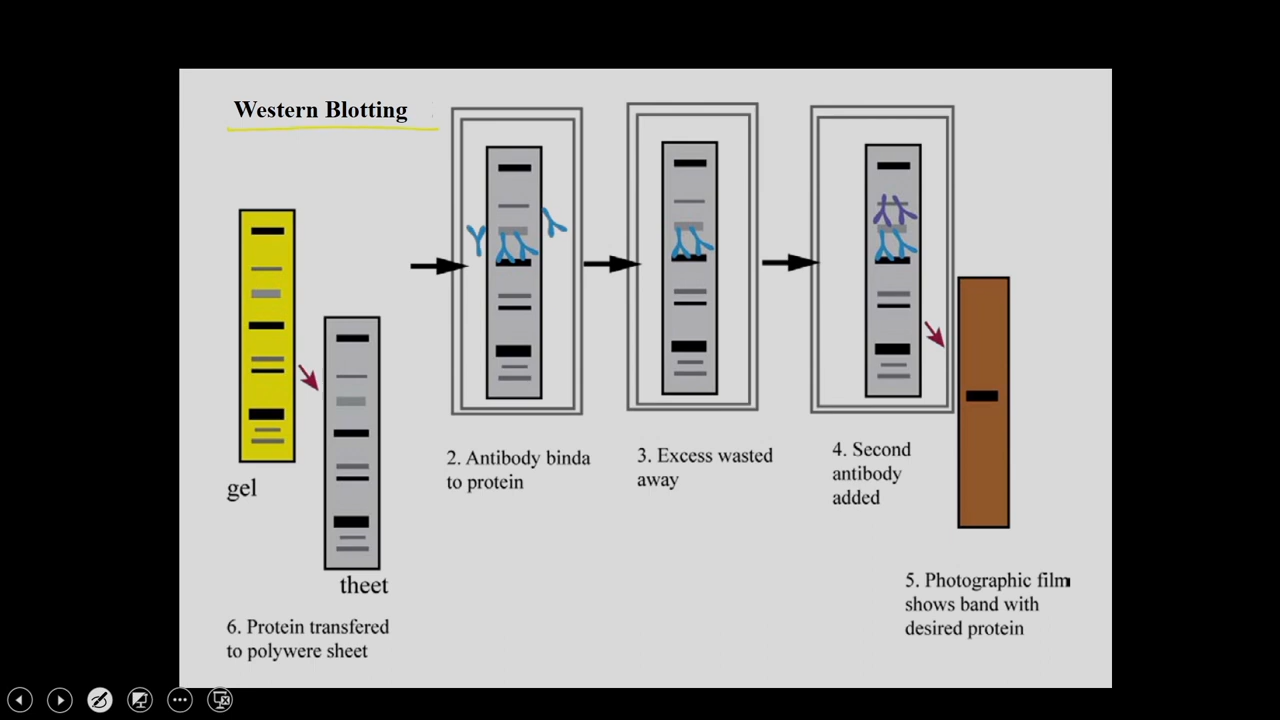 Western Blotting
gel
theet
6. Protein transfered
to polywere sheet
2. Antibody binda
to protein
3. Excess wasted
away
4. Second
antibody
added
5. Photographic film
shows band with
desired protein